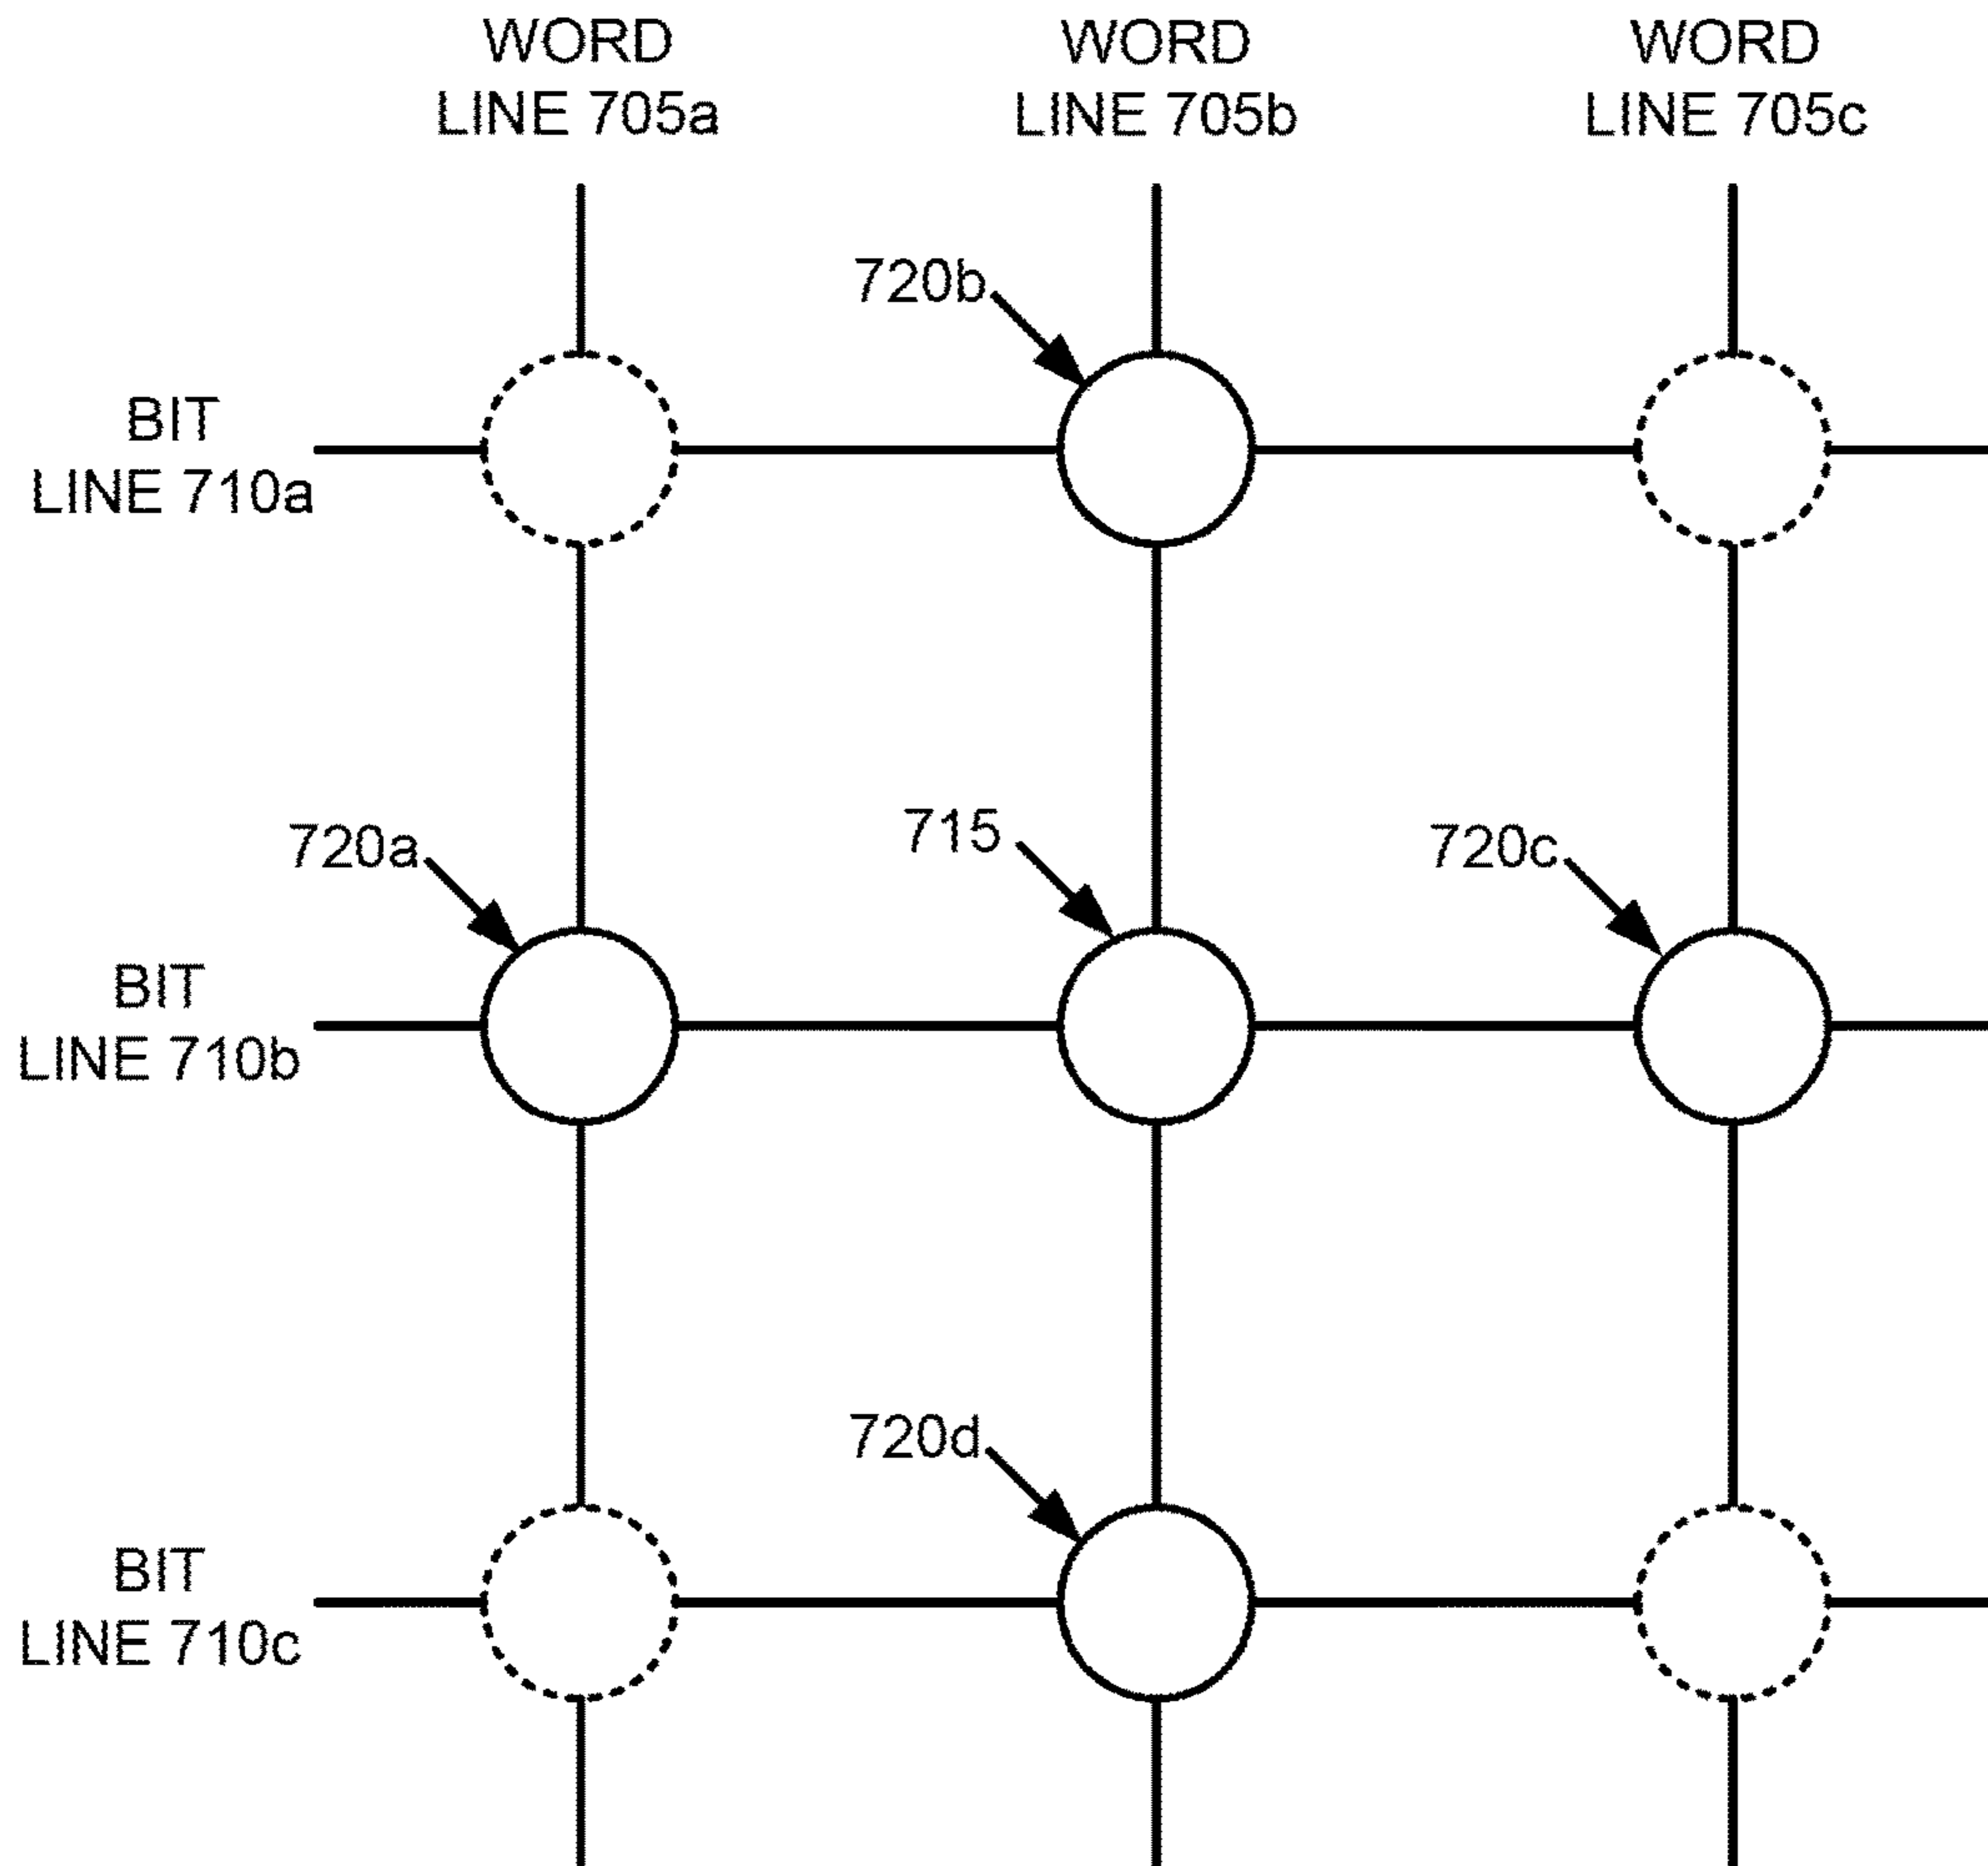 WORD
LINE 705a
WORD
LINE 705b
WORD
LINE 705c
720b
BIT
LINE 710a
720a
715
720c
BIT
LINE 710b
720d
BIT
LINE 710c